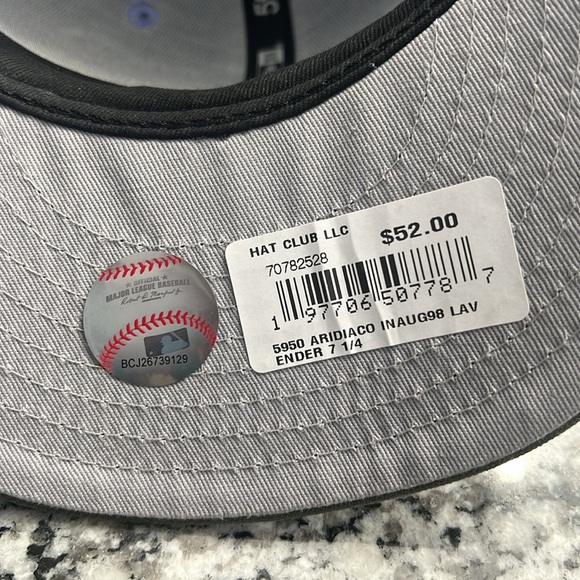 HAT CLUB LLC $52.00
70782528
1 97706 50778 7
5950 ARIDIACO INAUG98 LAV
ENDER 7 1/4
OFFICIAL
MAJOR LEAGUE BASEBALL
BCJ26739129